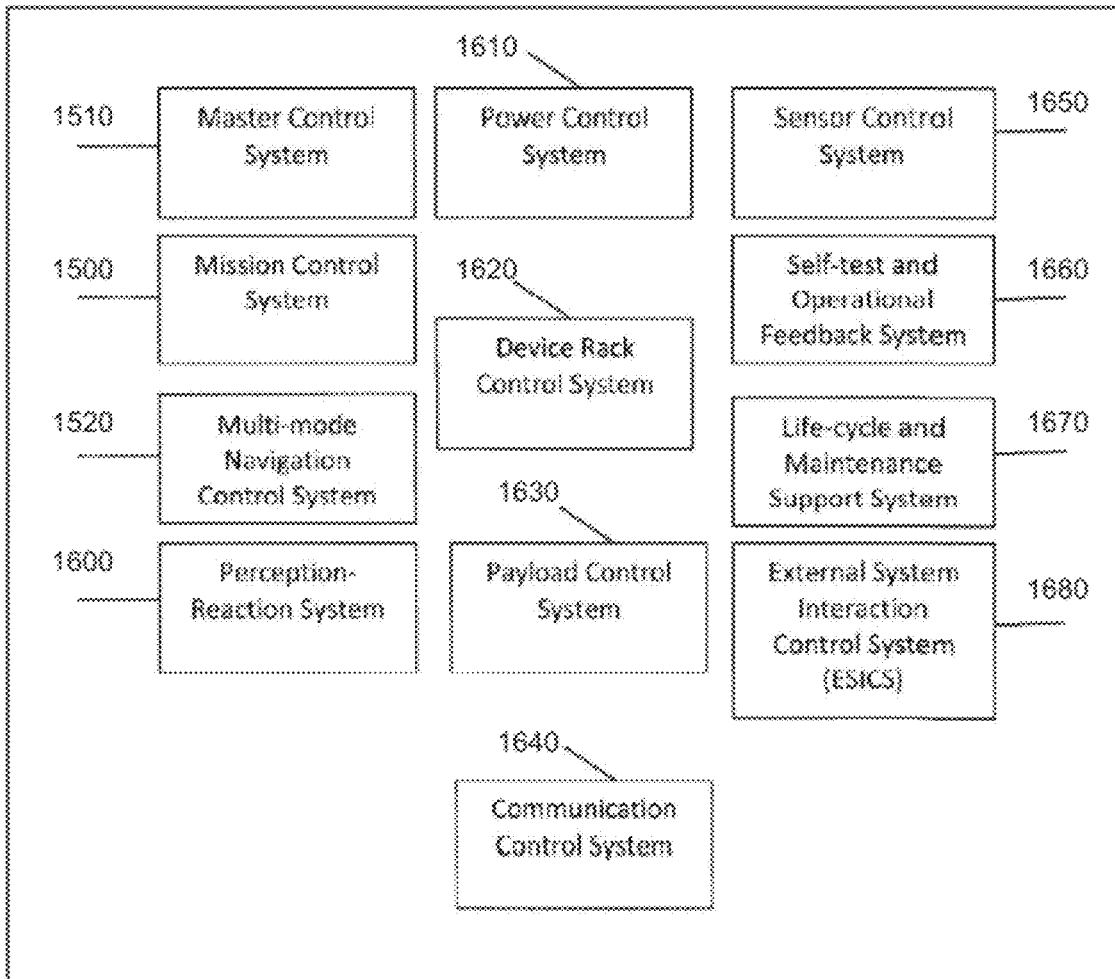 1610
1510
Master Control
System
Power Control
System
Sensor Control
System
1650
1500
Mission Control
System
1620
Device Rack
Control System
Self-test and
Operational
Feedback System
1660
1520
Multi-mode
Navigation
Control System
1630
Life-cycle and
Maintenance
Support System
1670
1600
Perception-
Reaction System
Payload Control
System
External System
Interaction
Control System
(ESICS)
1680
1640
Communication
Control System